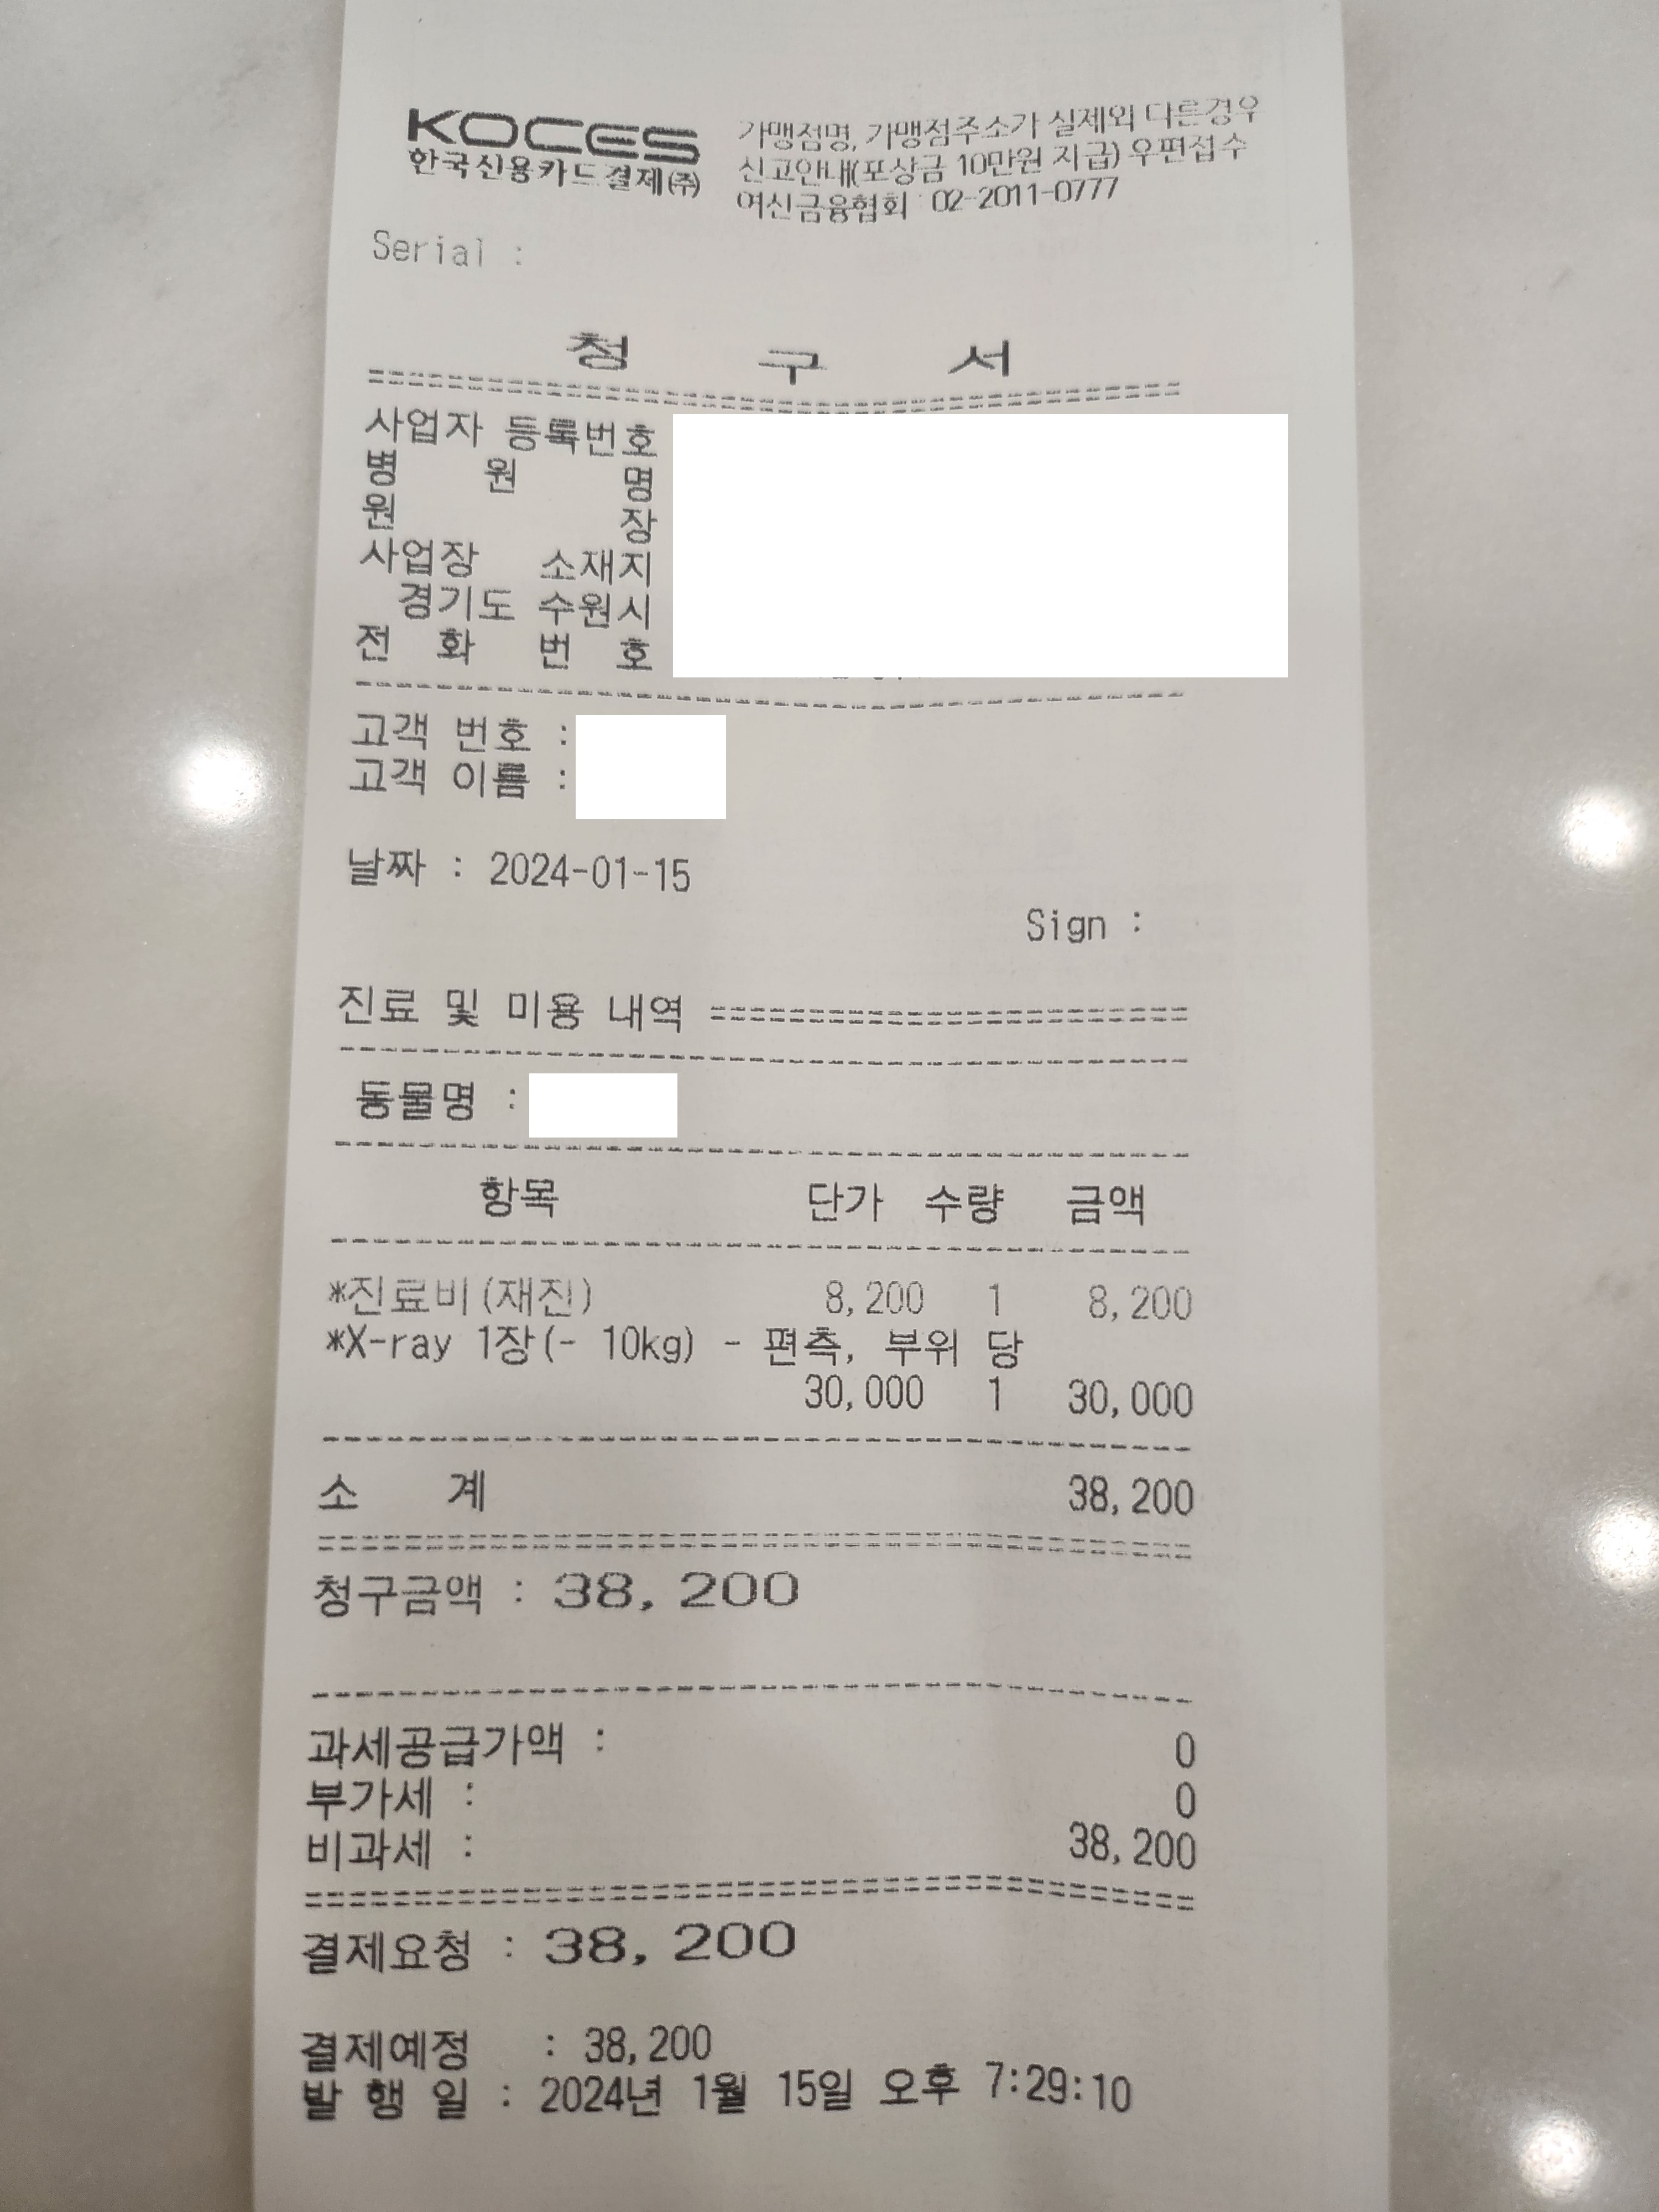 KOCES
한국신용카드결제(주)
가맹점명, 가맹점주소가 실제와 다른경우
신고안내(포상금 10만원 지급) 우편접수
여신금융협회 02-2011-0777
Serial :
청 구 서
사업자 등록번호
병 원 명
원 장
사업장 소재지
경기도 수원시
전 화 번 호
고객 번호 :
고객 이름 :
날짜 : 2024-01-15
Sign :
진료 및 미용 내역
동물명 :
항목 단가 수량 금액
*진료비(재진) 8,200 1 8,200
*X-ray 1장(- 10kg) - 편측, 부위 당
30,000 1 30,000
소 계 38,200
청구금액 : 38,200
과세공급가액 : 0
부가세 : 0
비과세 : 38,200
결제요청 : 38,200
결제예정 : 38,200
발 행 일 : 2024년 1월 15일 오후 7:29:10